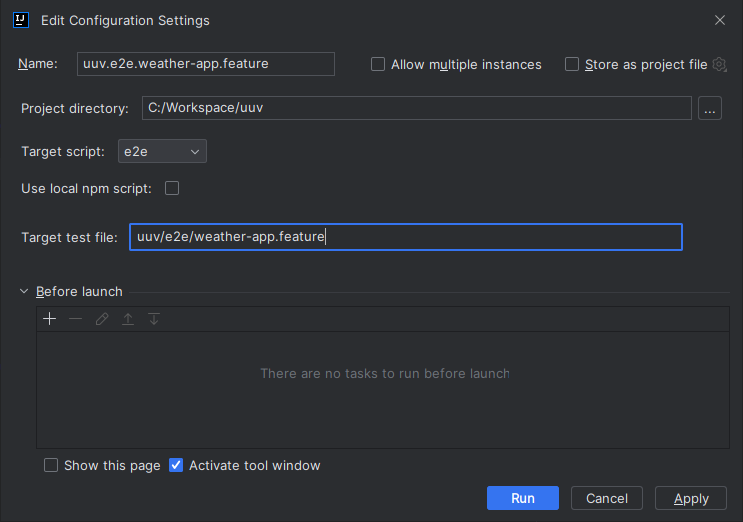 IJ Edit Configuration Settings
Name: uuv.e2e.weather-app.feature Allow multiple instances Store as project file
Project directory: C:/Workspace/uuv ...
Target script: e2e
Use local npm script:
Target test file: uuv/e2e/weather-app.feature
Before launch
There are no tasks to run before launch
Show this page Activate tool window
Run Cancel Apply